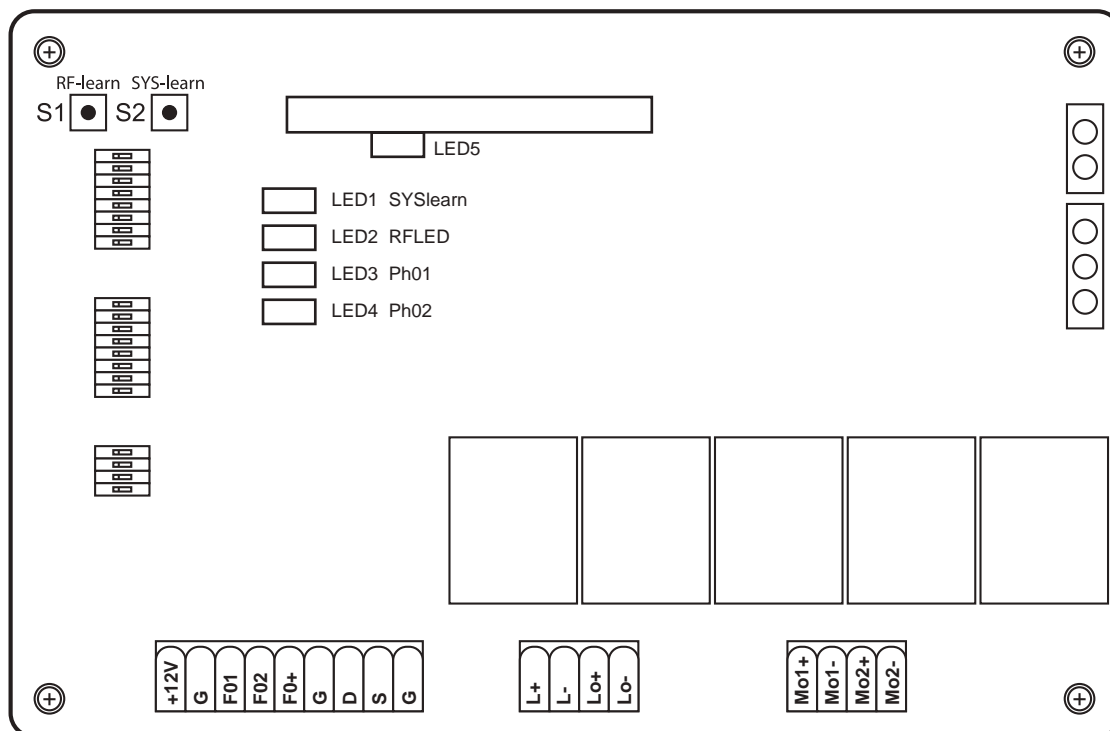 RF-learn SYS-learn
S1 S2
LED5
LED1 SYSlearn
LED2 RFLED
LED3 Ph01
LED4 Ph02
+12V G F01 F02 F0+ G D S G
L+ L- Lo+ Lo-
Mo1+ Mo1- Mo2+ Mo2-